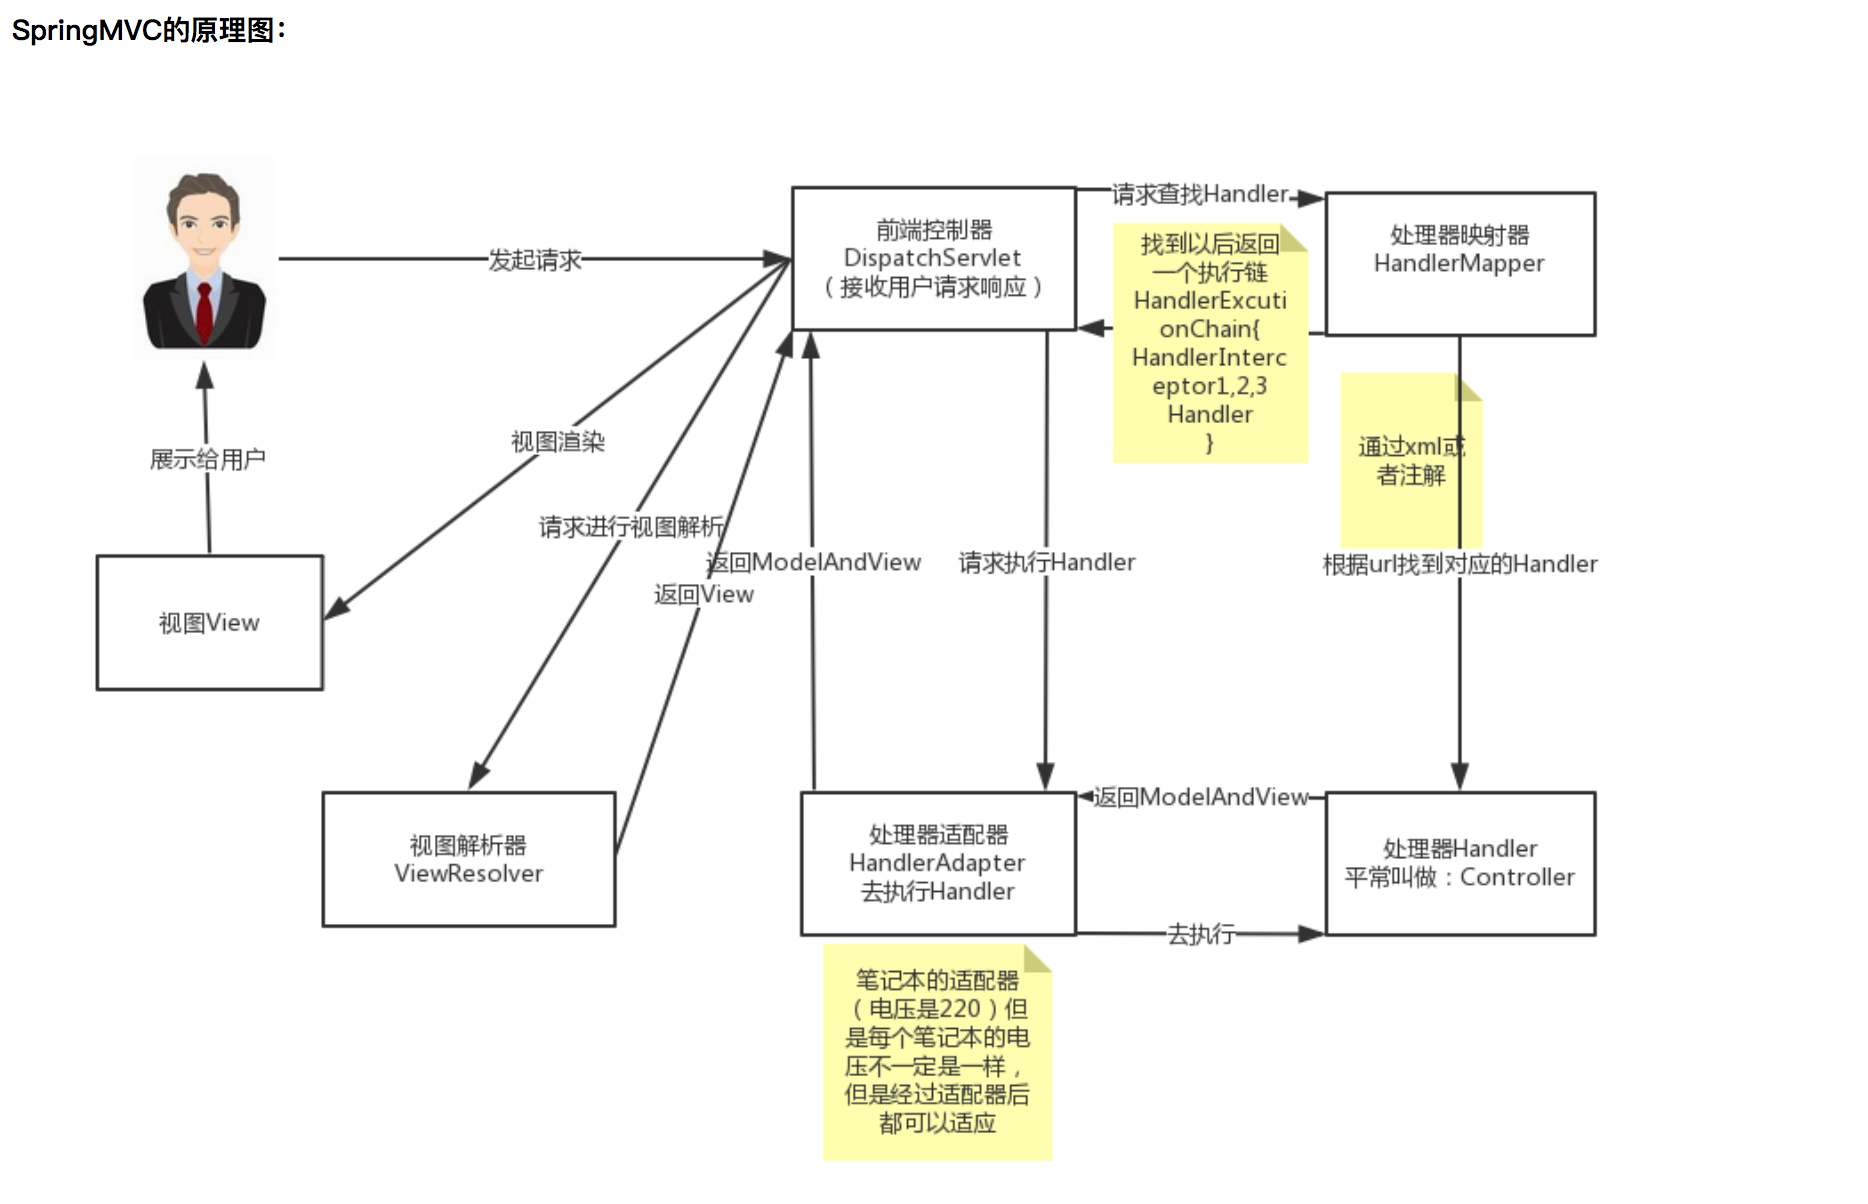 SpringMVC的原理图：
发起请求
前端控制器
DispatchServlet
（接收用户请求响应）
请求查找Handler
处理器映射器
HandlerMapper
找到以后返回
一个执行链
HandlerExcuti
onChain{
HandlerInterc
eptor1,2,3
Handler
}
通过xml或
者注解
根据url找到对应的Handler
展示给用户
视图渲染
请求进行视图解析
返回View
返回ModelAndView
请求执行Handler
视图View
视图解析器
ViewResolver
处理器适配器
HandlerAdapter
去执行Handler
返回ModelAndView
去执行
处理器Handler
平常叫做：Controller
笔记本的适配器
（电压是220）但
是每个笔记本的电
压不一定是一样，
但是经过适配器后
都可以适应